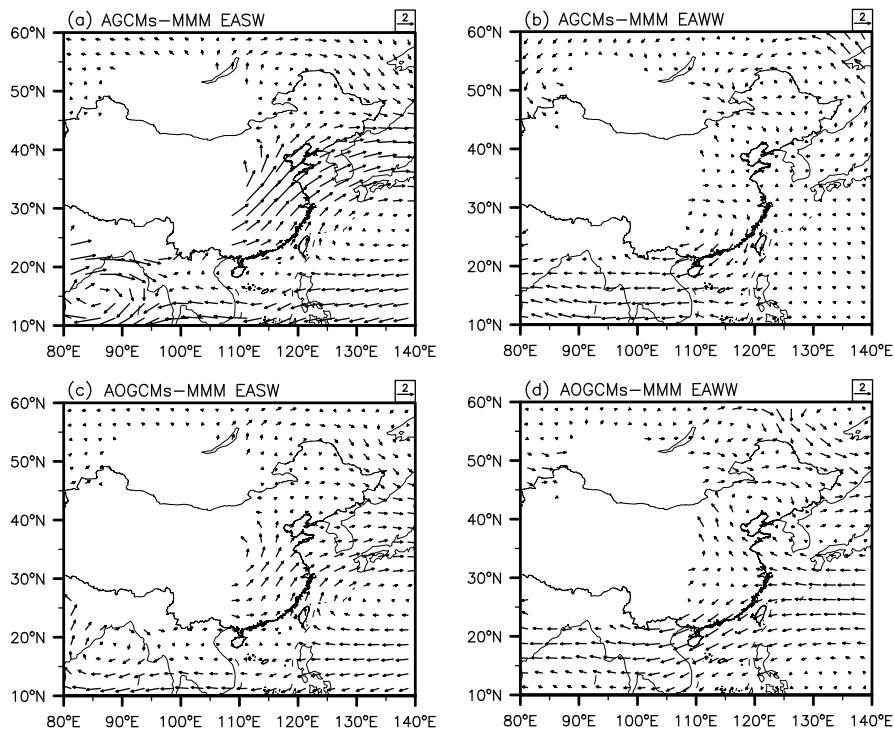 (a) AGCMs−MMM EASW
2
60°N
50°N
40°N
30°N
20°N
10°N
80°E 90°E 100°E 110°E 120°E 130°E 140°E
(b) AGCMs−MMM EAWW
2
60°N
50°N
40°N
30°N
20°N
10°N
80°E 90°E 100°E 110°E 120°E 130°E 140°E
(c) AOGCMs−MMM EASW
2
60°N
50°N
40°N
30°N
20°N
10°N
80°E 90°E 100°E 110°E 120°E 130°E 140°E
(d) AOGCMs−MMM EAWW
2
60°N
50°N
40°N
30°N
20°N
10°N
80°E 90°E 100°E 110°E 120°E 130°E 140°E